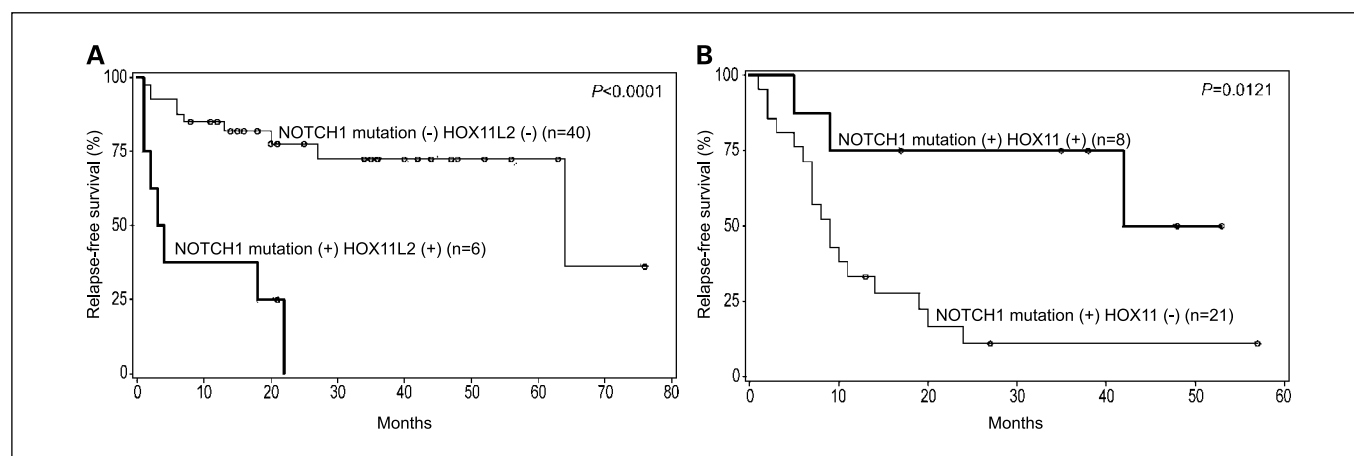 A
Relapse-free survival (%)
100
75
50
25
0
P<0.0001
NOTCH1 mutation (-) HOX11L2 (-) (n=40)
NOTCH1 mutation (+) HOX11L2 (+) (n=6)
0 10 20 30 40 50 60 70 80
Months
B
Relapse-free survival (%)
100
75
50
25
0
P=0.0121
NOTCH1 mutation (+) HOX11 (+) (n=8)
NOTCH1 mutation (+) HOX11 (-) (n=21)
0 10 20 30 40 50 60
Months